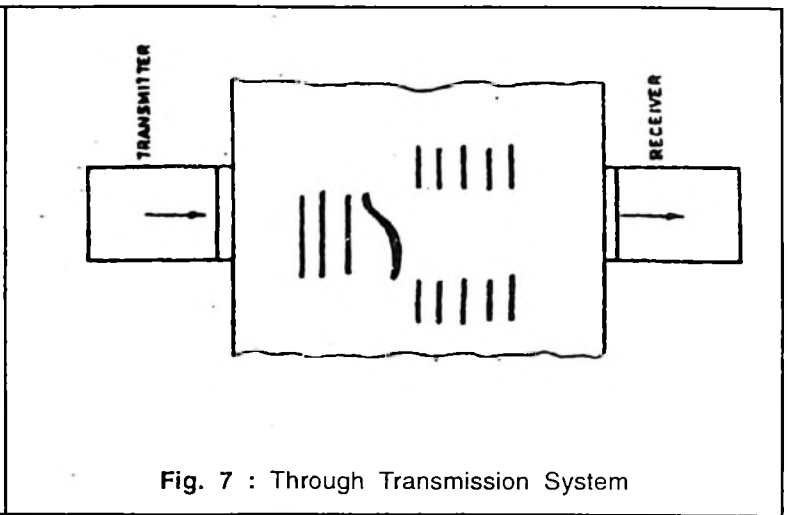 TRANSMITTER
RECEIVER
Fig. 7 : Through Transmission System